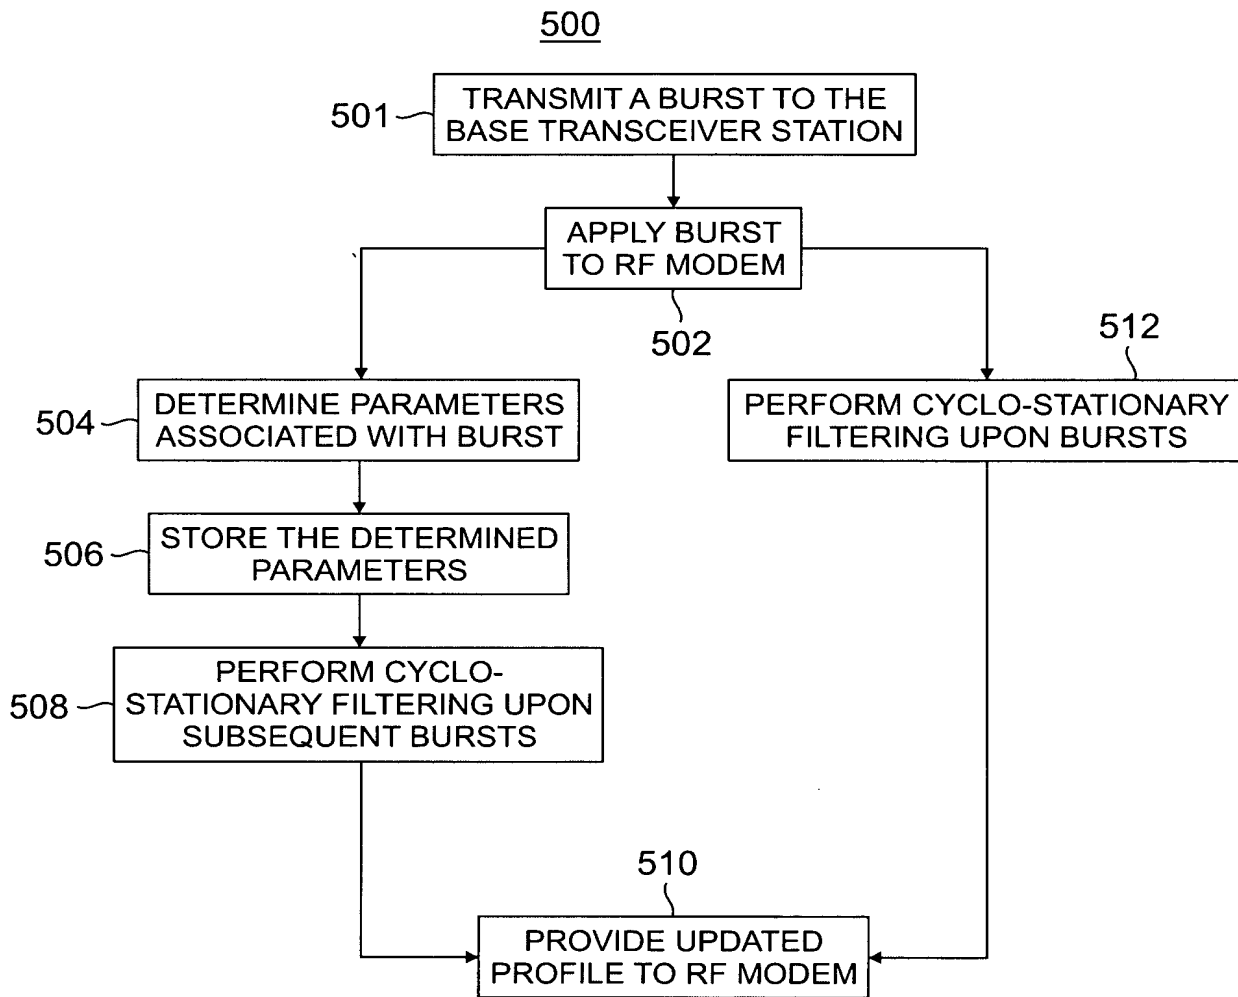 500
501
TRANSMIT A BURST TO THE
BASE TRANSCEIVER STATION
APPLY BURST
TO RF MODEM
502
504
DETERMINE PARAMETERS
ASSOCIATED WITH BURST
512
PERFORM CYCLO-STATIONARY
FILTERING UPON BURSTS
506
STORE THE DETERMINED
PARAMETERS
508
PERFORM CYCLO-
STATIONARY FILTERING UPON
SUBSEQUENT BURSTS
510
PROVIDE UPDATED
PROFILE TO RF MODEM